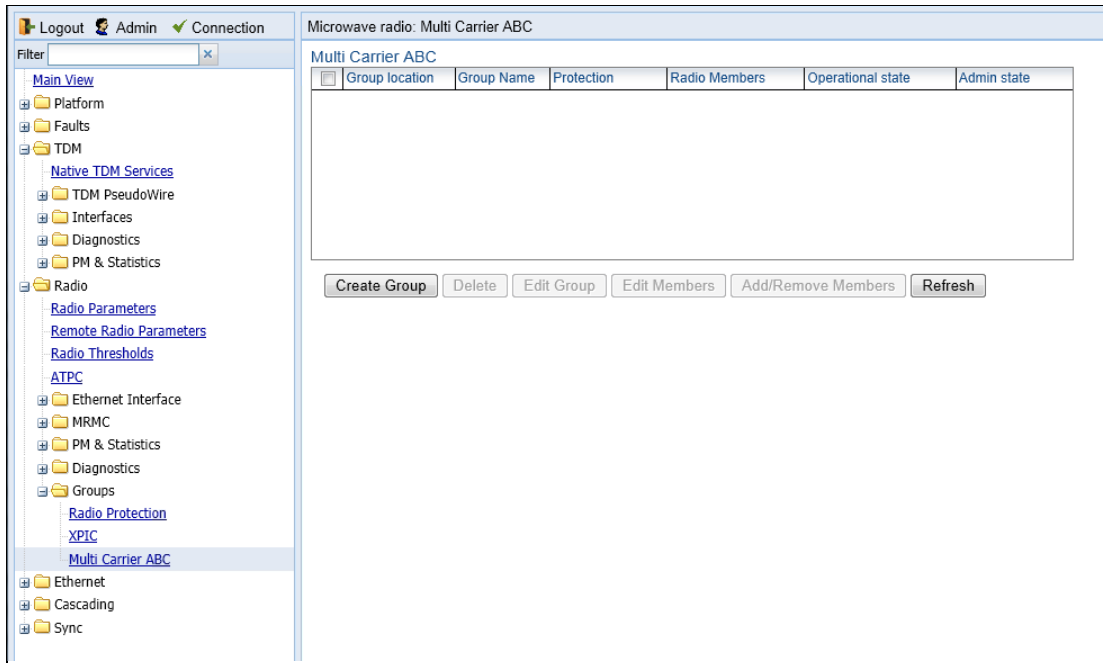 Logout Admin Connection
Filter
Main View
Platform
Faults
TDM
Native TDM Services
TDM PseudoWire
Interfaces
Diagnostics
PM & Statistics
Radio
Radio Parameters
Remote Radio Parameters
Radio Thresholds
ATPC
Ethernet Interface
MRMC
PM & Statistics
Diagnostics
Groups
Radio Protection
XPIC
Multi Carrier ABC
Ethernet
Cascading
Sync
Microwave radio: Multi Carrier ABC
Multi Carrier ABC
Group location Group Name Protection Radio Members Operational state Admin state
Create Group Delete Edit Group Edit Members Add/Remove Members Refresh